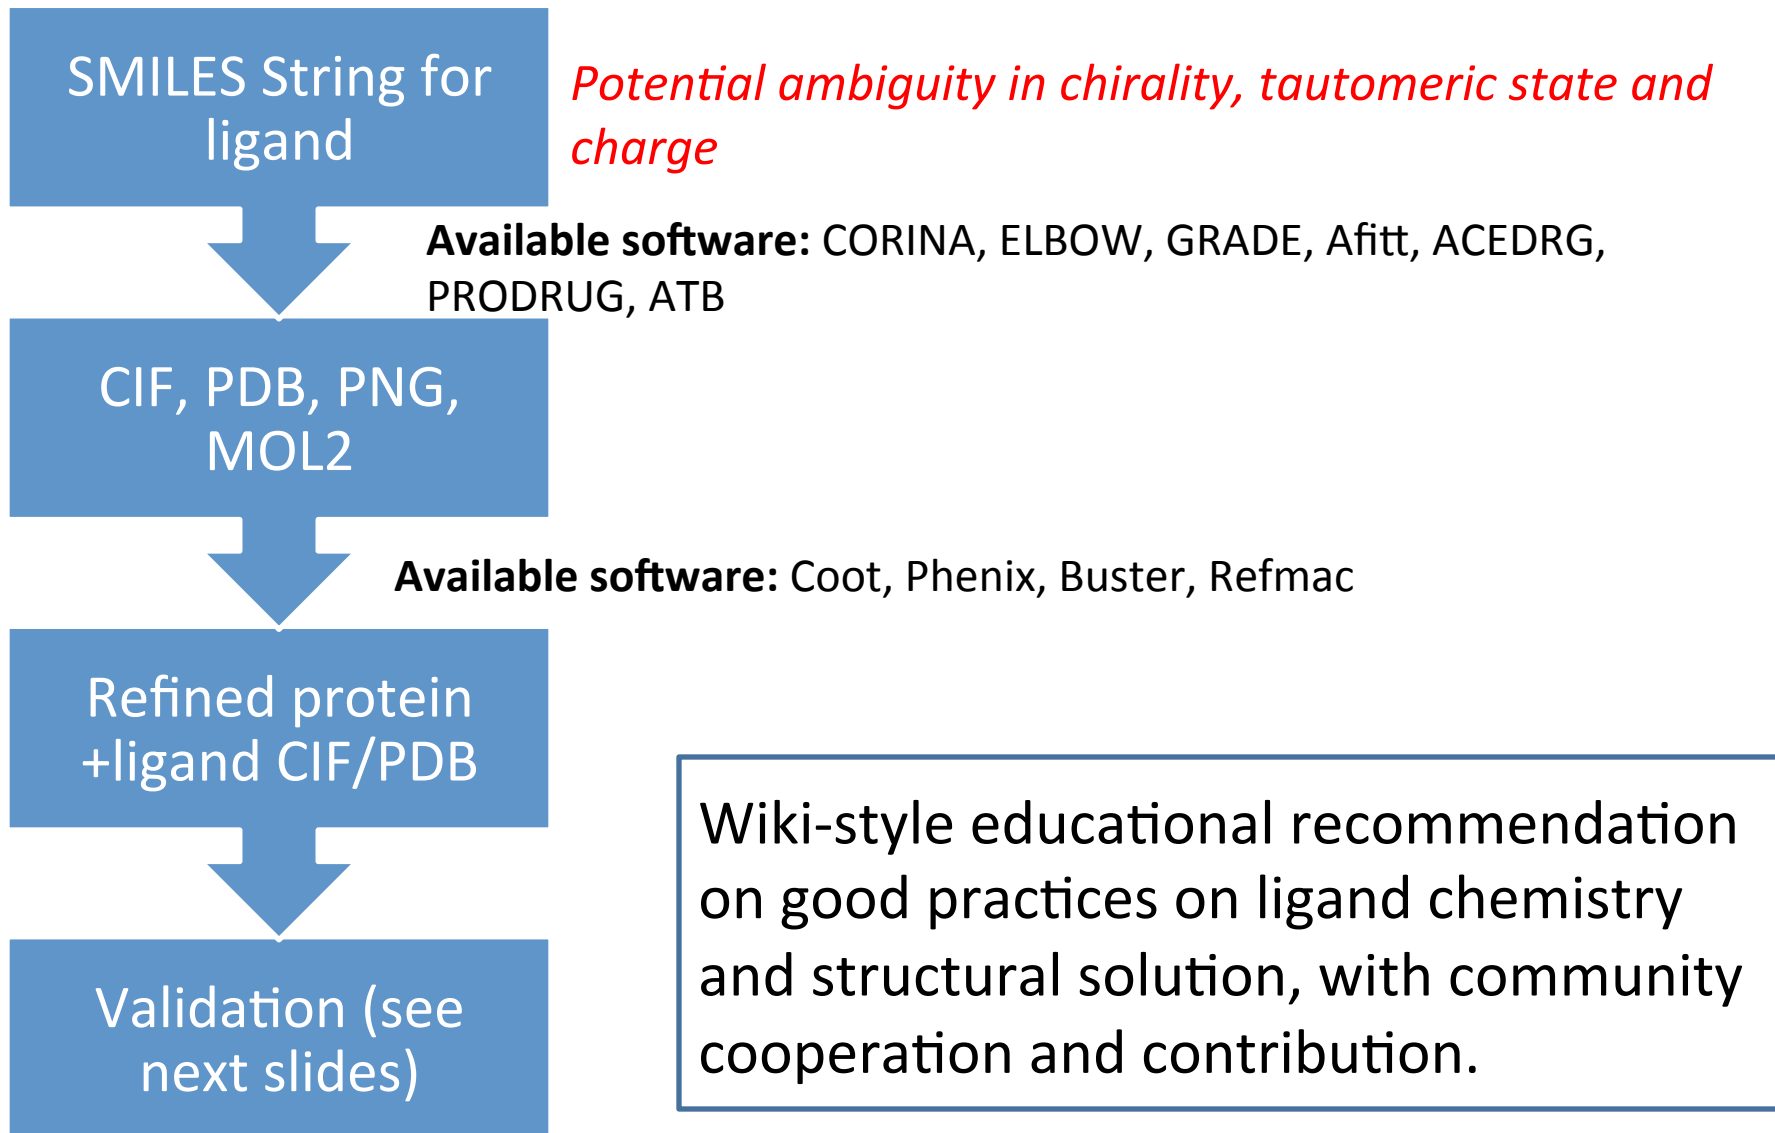 SMILES String for
ligand
Potential ambiguity in chirality, tautomeric state and
charge
Available software: CORINA, ELBOW, GRADE, Afitt, ACEDRG,
PRODRUG, ATB
CIF, PDB, PNG,
MOL2
Available software: Coot, Phenix, Buster, Refmac
Refined protein
+ligand CIF/PDB
Wiki-style educational recommendation
on good practices on ligand chemistry
and structural solution, with community
cooperation and contribution.
Validation (see
next slides)